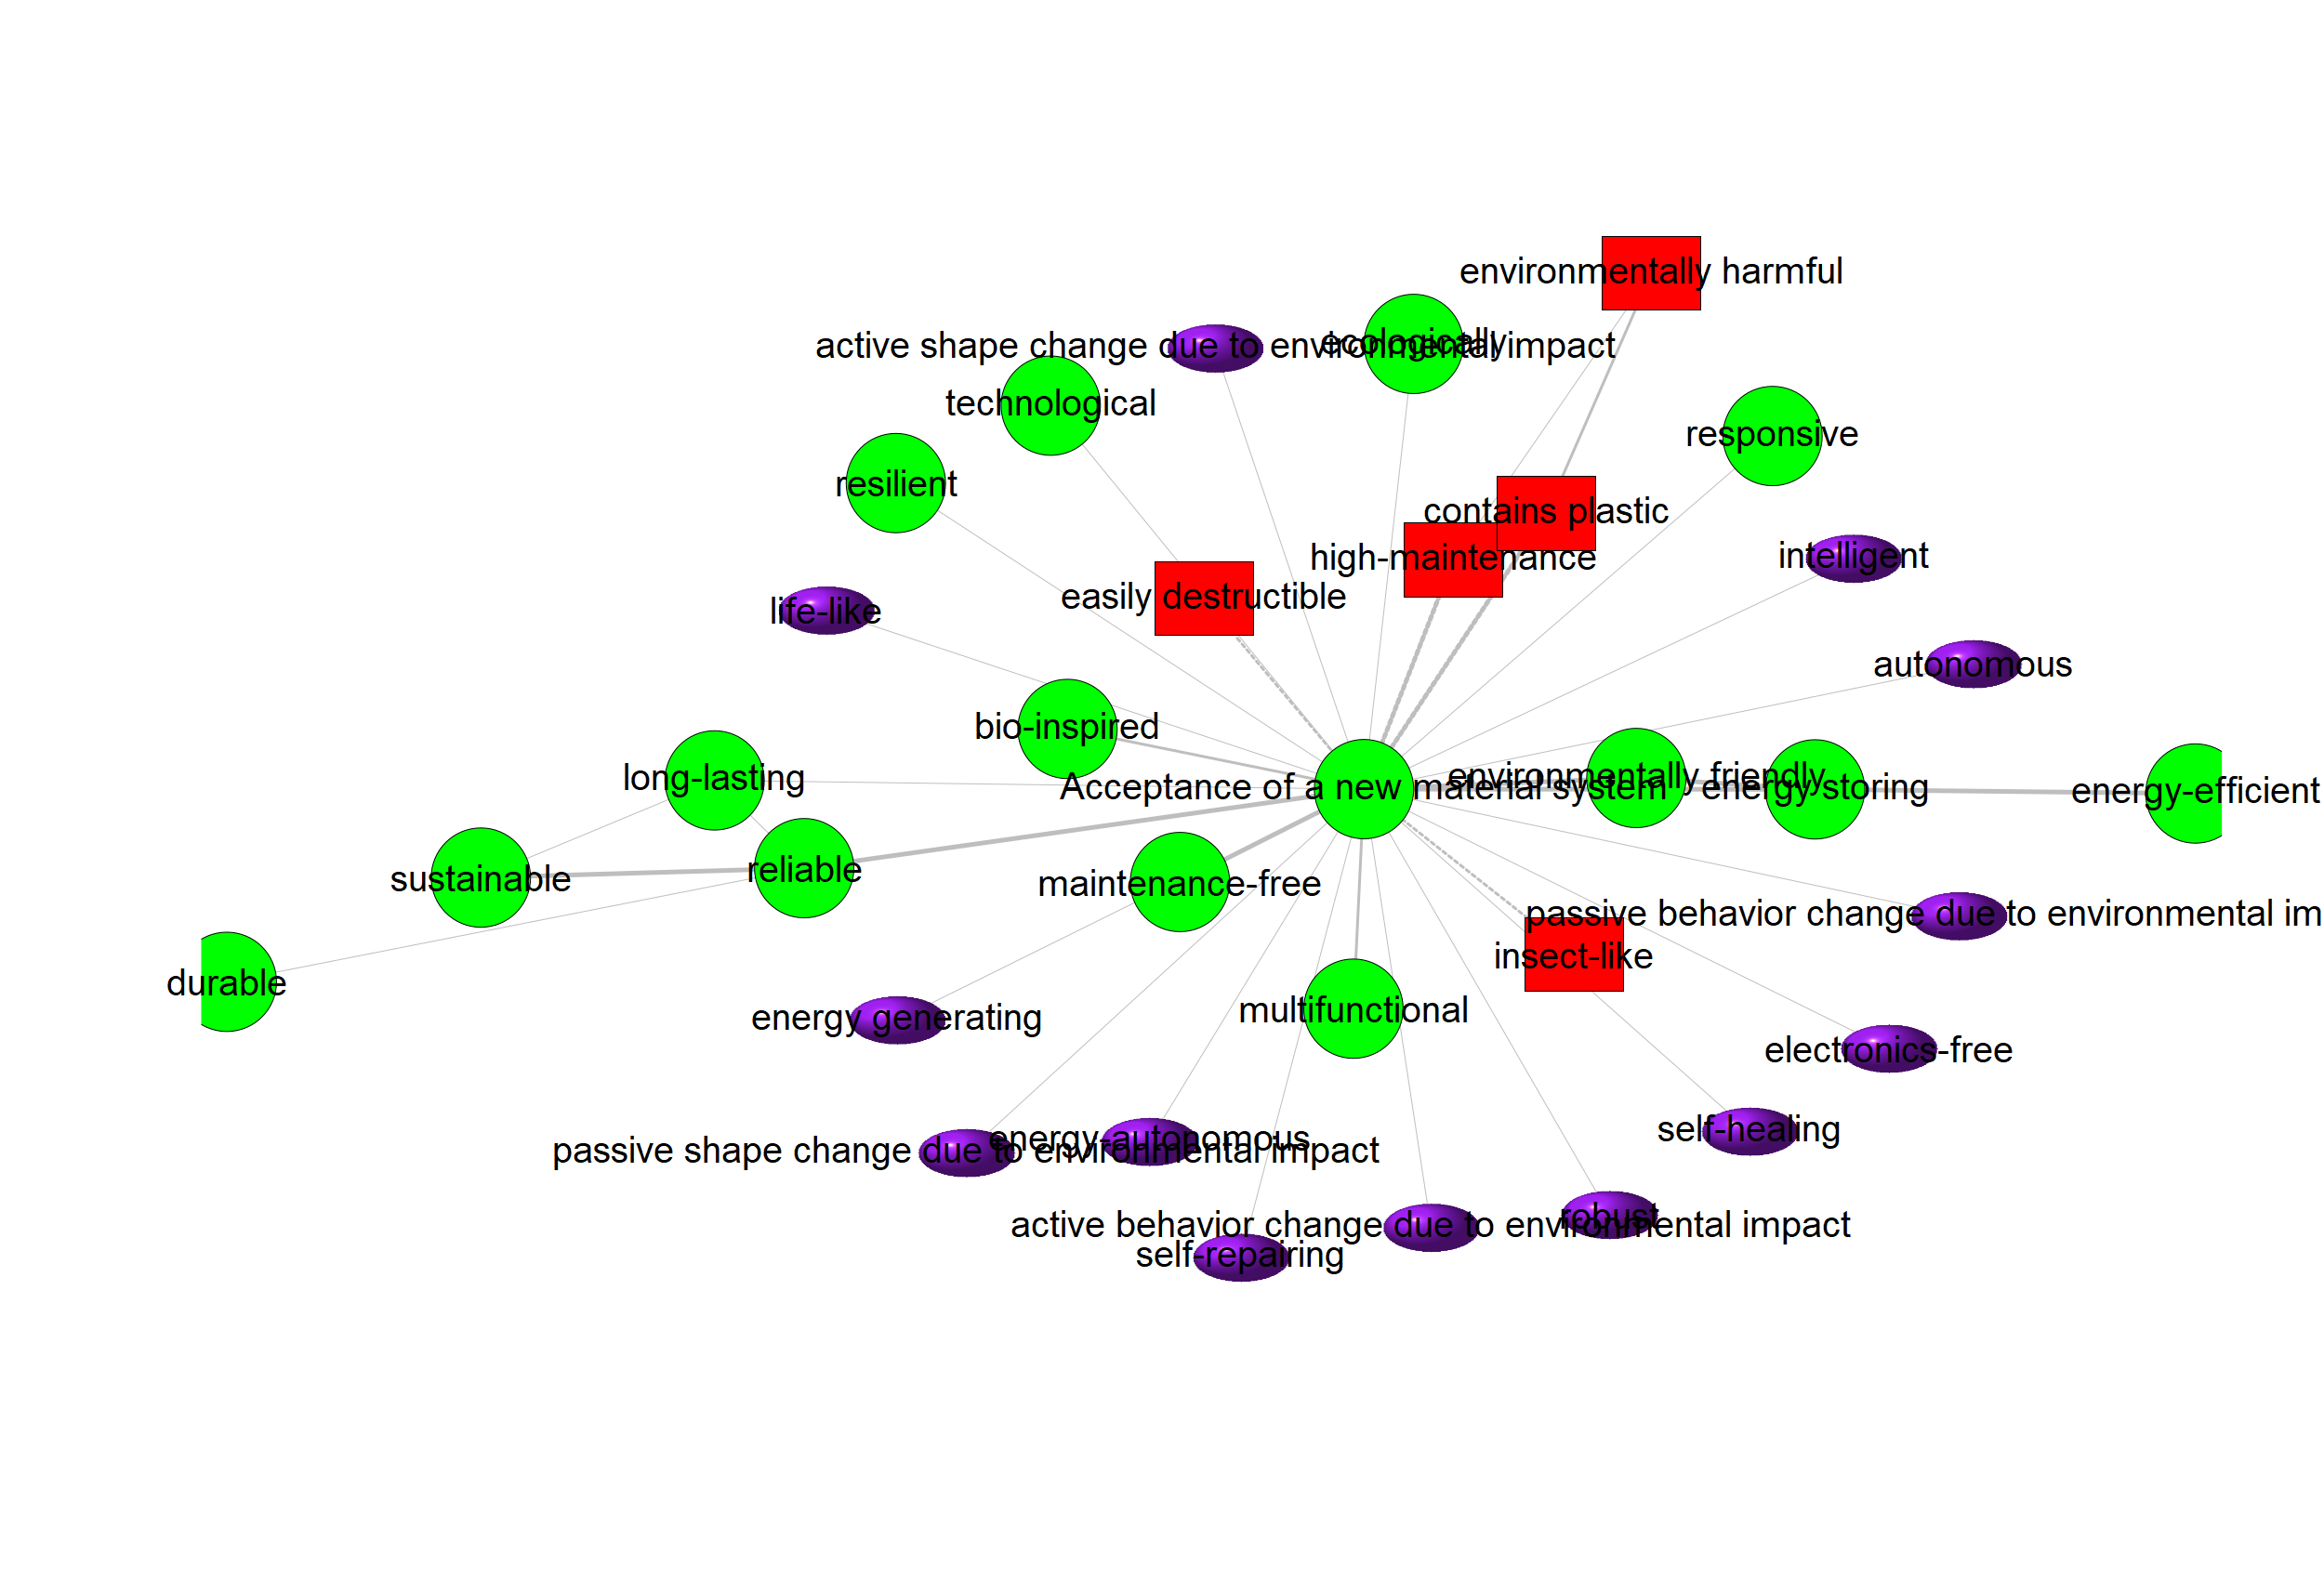 environmentally harmful
active shape change due to environmental impact
ecologically
technological
responsive
resilient
contains plastic
high-maintenance
intelligent
easily destructible
life-like
autonomous
bio-inspired
long-lasting
environmentally friendly
Acceptance of a new material system
energy storing
energy-efficient
reliable
sustainable
maintenance-free
passive behavior change due to environmental im
insect-like
durable
multifunctional
energy generating
electronics-free
self-healing
energy-autonomous
passive shape change due to environmental impact
robust
active behavior change due to environmental impact
self-repairing